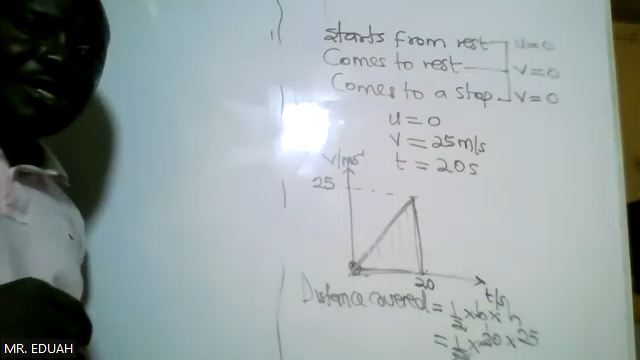 Starts from rest u=0
Comes to rest v=0
Comes to a stop v=0
u=0
v=25m/s
t=20s
v/ms⁻¹
25
20
t/s
Distance covered = 1/2 x b x h
= 1/2 x 20 x 25
MR. EDUAH